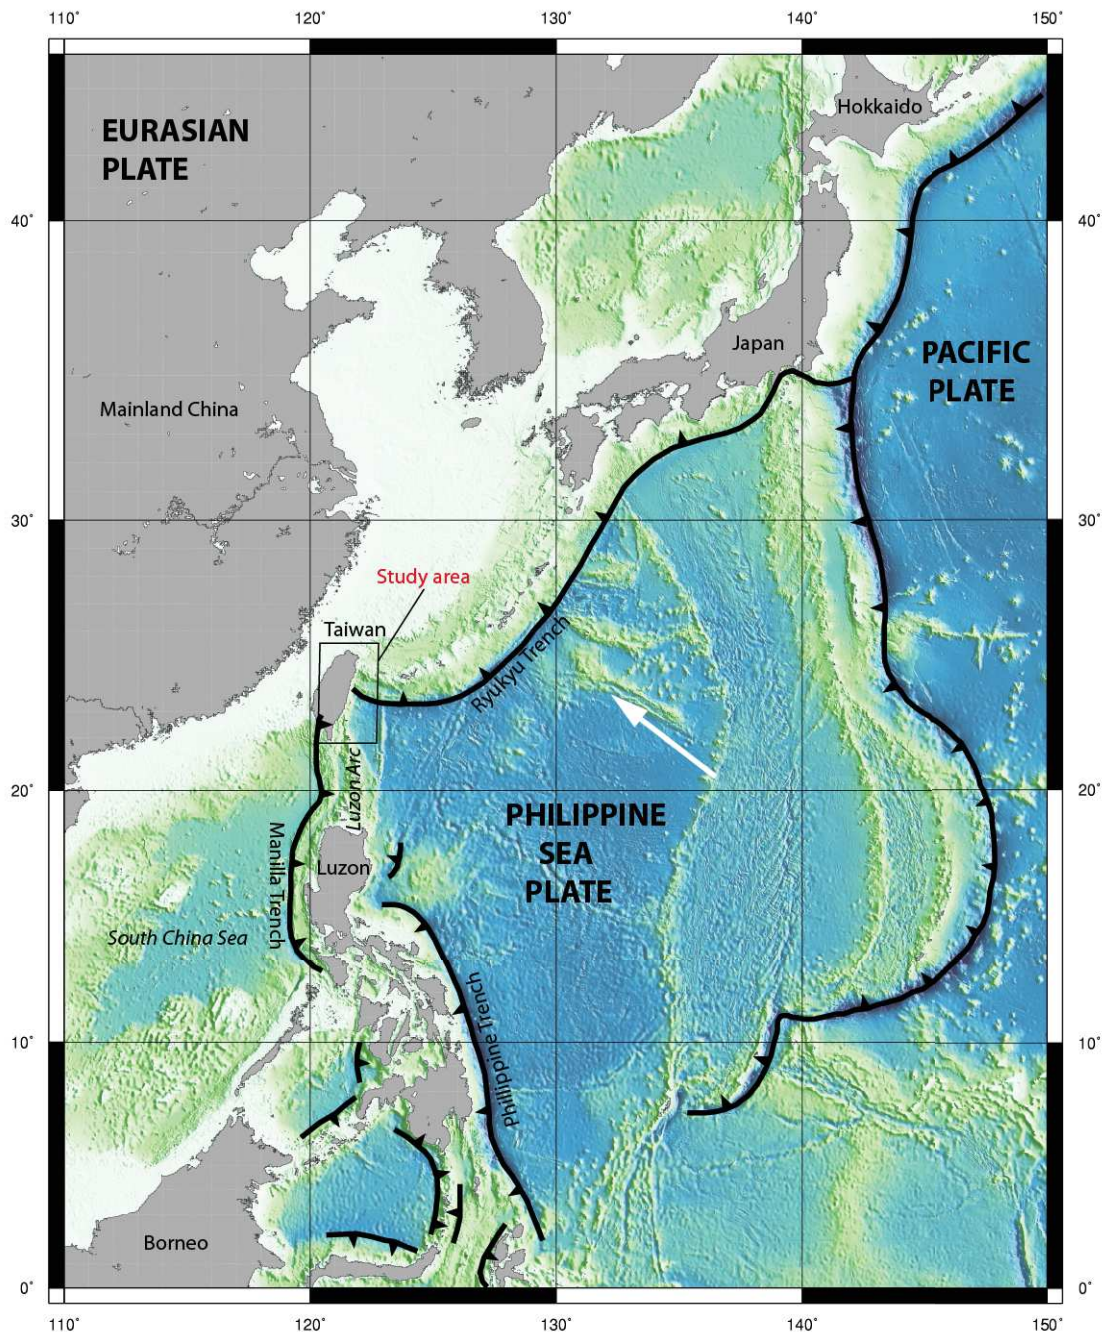 110˚ 120˚ 130˚ 140˚ 150˚
Hokkaido
EURASIAN
PLATE
40˚ 40˚
Japan
PACIFIC
PLATE
Mainland China
30˚ 30˚
Study area
Taiwan
Ryukyu Trench
Luzon Arc
20˚ 20˚
PHILIPPINE
SEA
PLATE
Manilla Trench
Luzon
South China Sea
Philippine Trench
10˚ 10˚
Borneo
0˚ 0˚
110˚ 120˚ 130˚ 140˚ 150˚